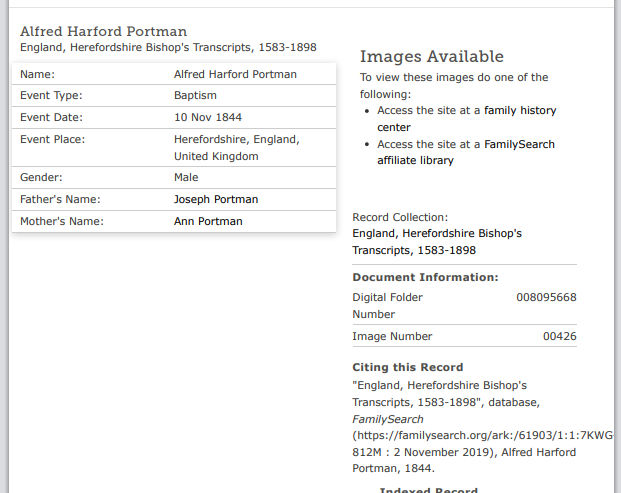 Alfred Harford Portman
England, Herefordshire Bishop's Transcripts, 1583-1898
Name: Alfred Harford Portman
Event Type: Baptism
Event Date: 10 Nov 1844
Event Place: Herefordshire, England,
United Kingdom
Gender: Male
Father's Name: Joseph Portman
Mother's Name: Ann Portman
Images Available
To view these images do one of the
following:
• Access the site at a family history
center
• Access the site at a FamilySearch
affiliate library
Record Collection:
England, Herefordshire Bishop's
Transcripts, 1583-1898
Document Information:
Digital Folder 008095668
Number
Image Number 00426
Citing this Record
"England, Herefordshire Bishop's
Transcripts, 1583-1898", database,
FamilySearch
(https://familysearch.org/ark:/61903/1:1:7KWG
812M : 2 November 2019), Alfred Harford
Portman, 1844.
Indexed Record